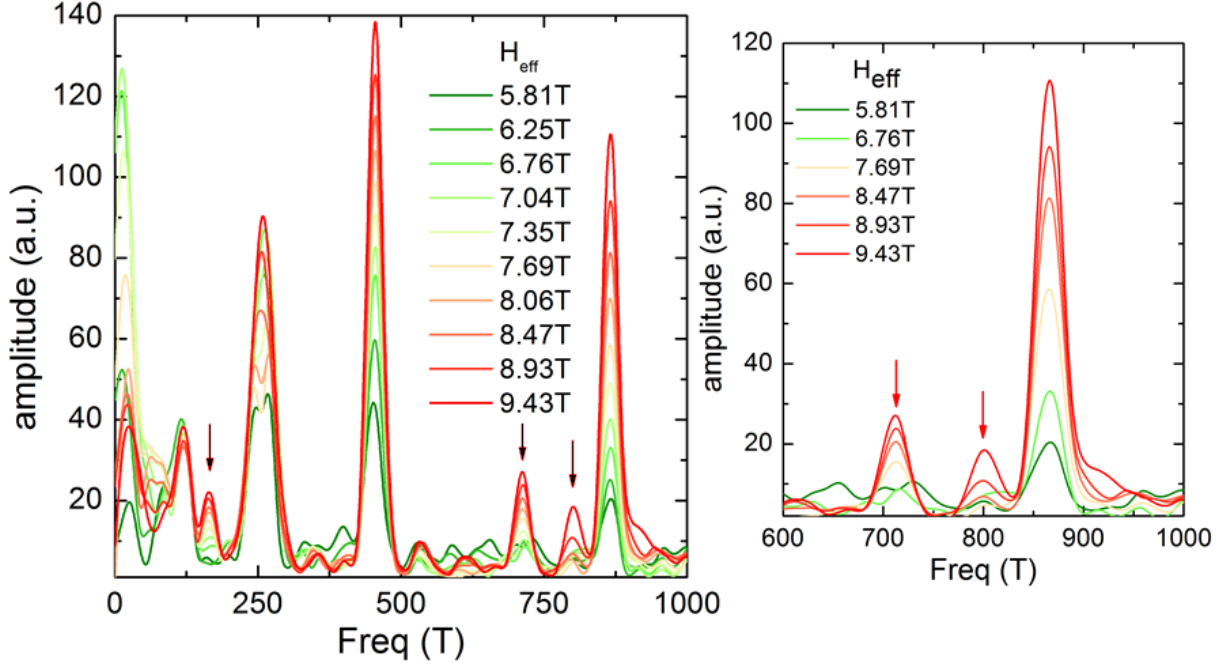 140
120
100
80
60
40
20
amplitude (a.u.)
0
250
500
750
1000
Freq (T)
Heff
5.81T
6.25T
6.76T
7.04T
7.35T
7.69T
8.06T
8.47T
8.93T
9.43T
120
100
80
60
40
20
amplitude (a.u.)
600
700
800
900
1000
Freq (T)
Heff
5.81T
6.76T
7.69T
8.47T
8.93T
9.43T